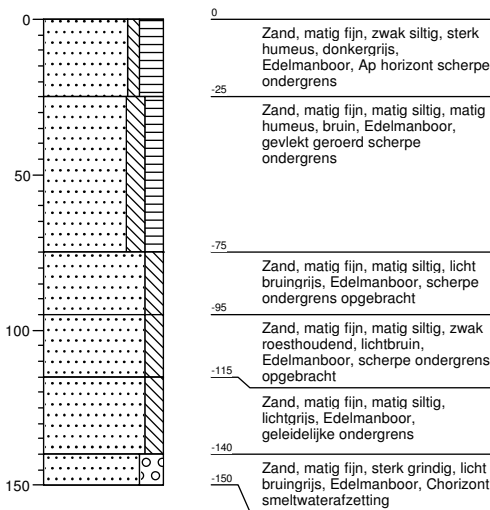 0
50
100
150
0
Zand, matig fijn, zwak siltig, sterk
humeus, donkergrijs,
Edelmanboor, Ap horizont scherpe
ondergrens
-25
Zand, matig fijn, matig siltig, matig
humeus, bruin, Edelmanboor,
gevlekt geroerd scherpe
ondergrens
-75
Zand, matig fijn, matig siltig, licht
bruingrijs, Edelmanboor, scherpe
ondergrens opgebracht
-95
Zand, matig fijn, matig siltig, zwak
roesthoudend, lichtbruin,
Edelmanboor, scherpe ondergrens
opgebracht
-115
Zand, matig fijn, matig siltig,
lichtgrijs, Edelmanboor,
geleidelijke ondergrens
-140
Zand, matig fijn, sterk grindig, licht
bruingrijs, Edelmanboor, Chorizont
smeltwaterafzetting
-150